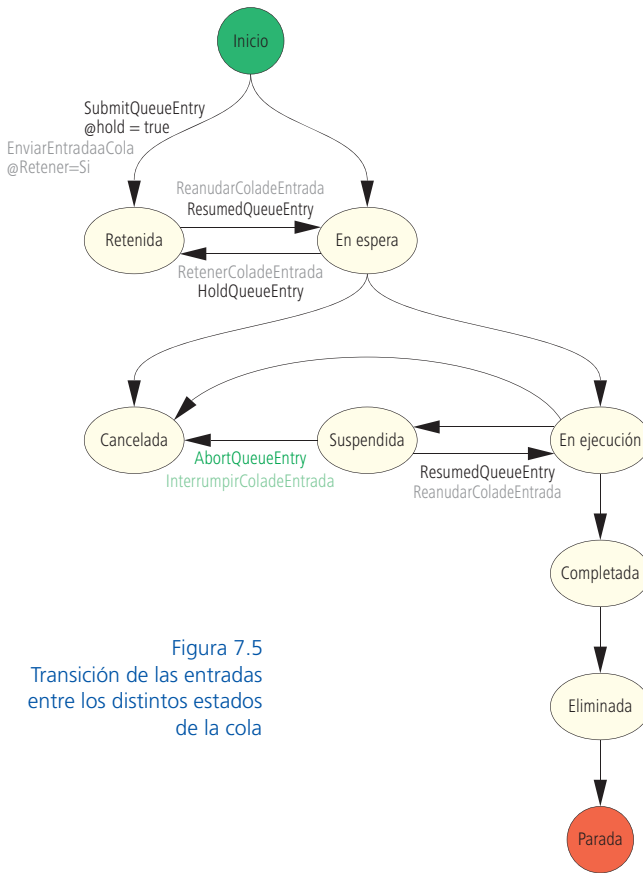 Inicio
SubmitQueueEntry
@hold = true
EnviarEntradaaCola
@Retener=Si
ReanudarColadeEntrada
ResumedQueueEntry
Retenida
En espera
RetenerColadeEntrada
HoldQueueEntry
Cancelada
Suspendida
En ejecución
AbortQueueEntry
InterrumpirColadeEntrada
ResumedQueueEntry
ReanudarColadeEntrada
Completada
Figura 7.5
Transición de las entradas
entre los distintos estados
de la cola
Eliminada
Parada